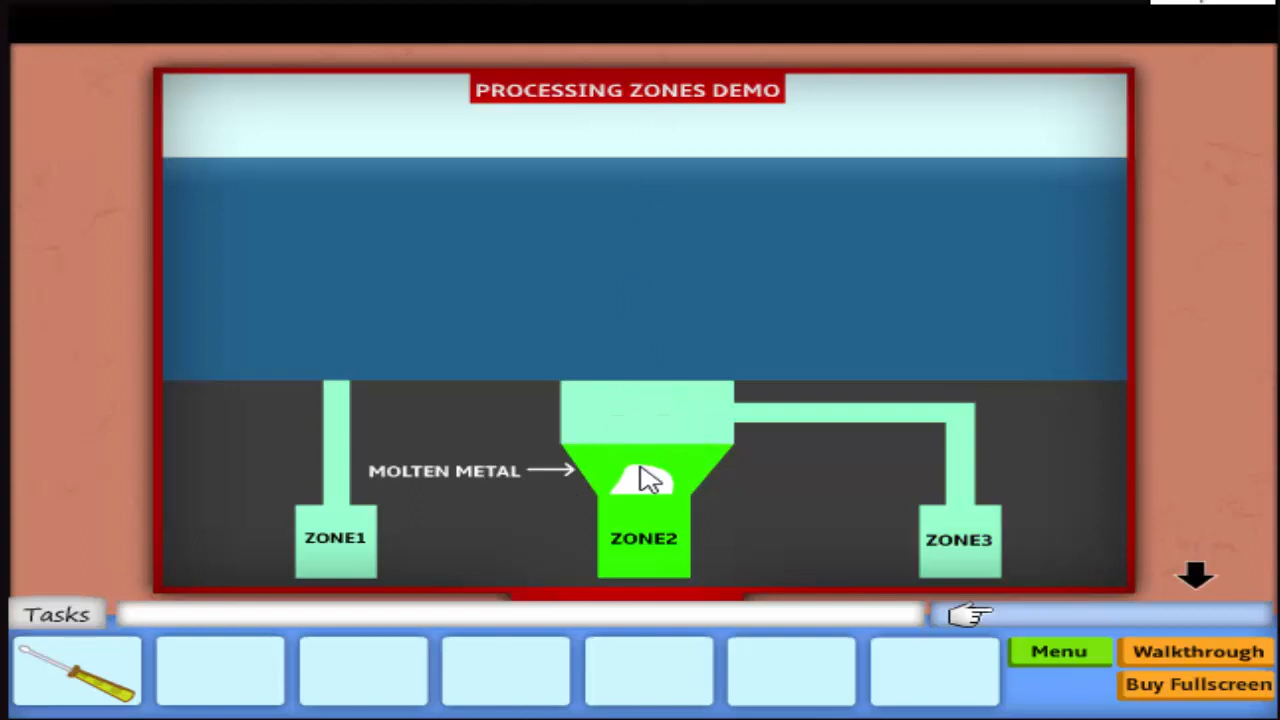 PROCESSING ZONES DEMO
MOLTEN METAL
ZONE1
ZONE2
ZONE3
Tasks
Menu
Walkthrough
Buy Fullscreen